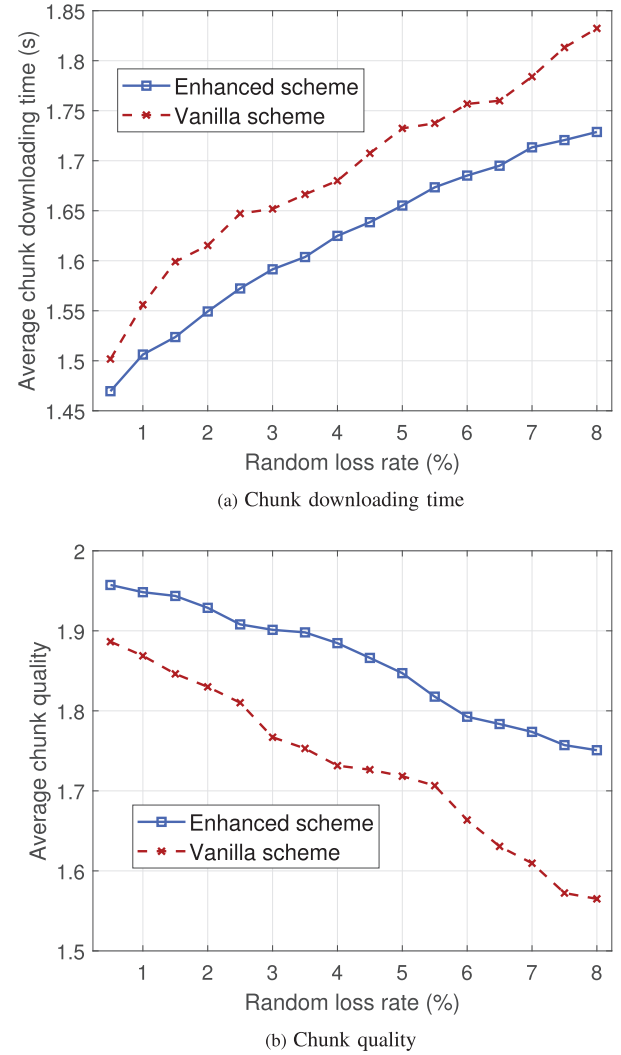 1.85
1.8
1.75
1.7
1.65
1.6
1.55
1.5
1.45
Average chunk downloading time (s)
Enhanced scheme
Vanilla scheme
1 2 3 4 5 6 7 8
Random loss rate (%)
(a) Chunk downloading time
2
1.9
1.8
1.7
1.6
1.5
Average chunk quality
Enhanced scheme
Vanilla scheme
1 2 3 4 5 6 7 8
Random loss rate (%)
(b) Chunk quality